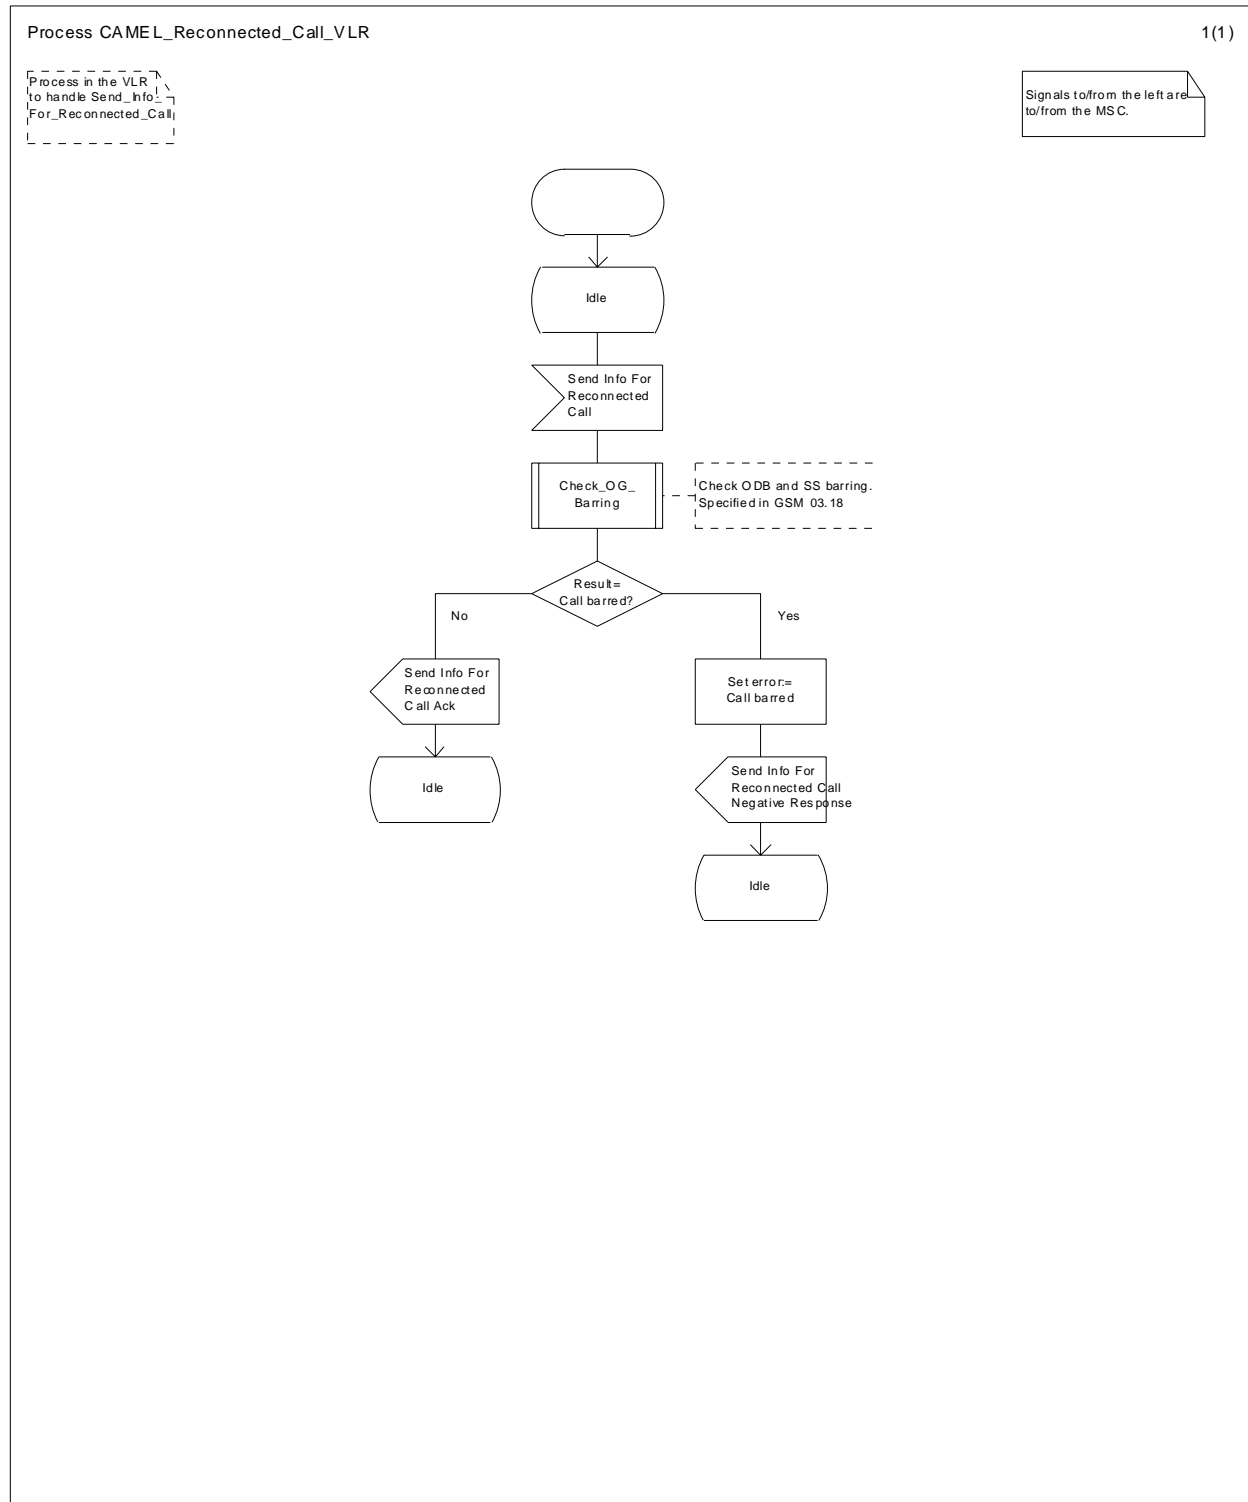 Process CAMEL_Reconnected_Call_VLR
1(1)
Process in the VLR
to handle Send_Info_
For_Reconnected_Call
Signals to/from the left are
to/from the MSC.
Idle
Send Info For
Reconnected
Call
Check_OG_
Barring
Check ODB and SS barring.
Specified in GSM 03.18
Result=
Call barred?
No
Yes
Send Info For
Reconnected
Call Ack
Set error:=
Call barred
Idle
Send Info For
Reconnected Call
Negative Response
Idle